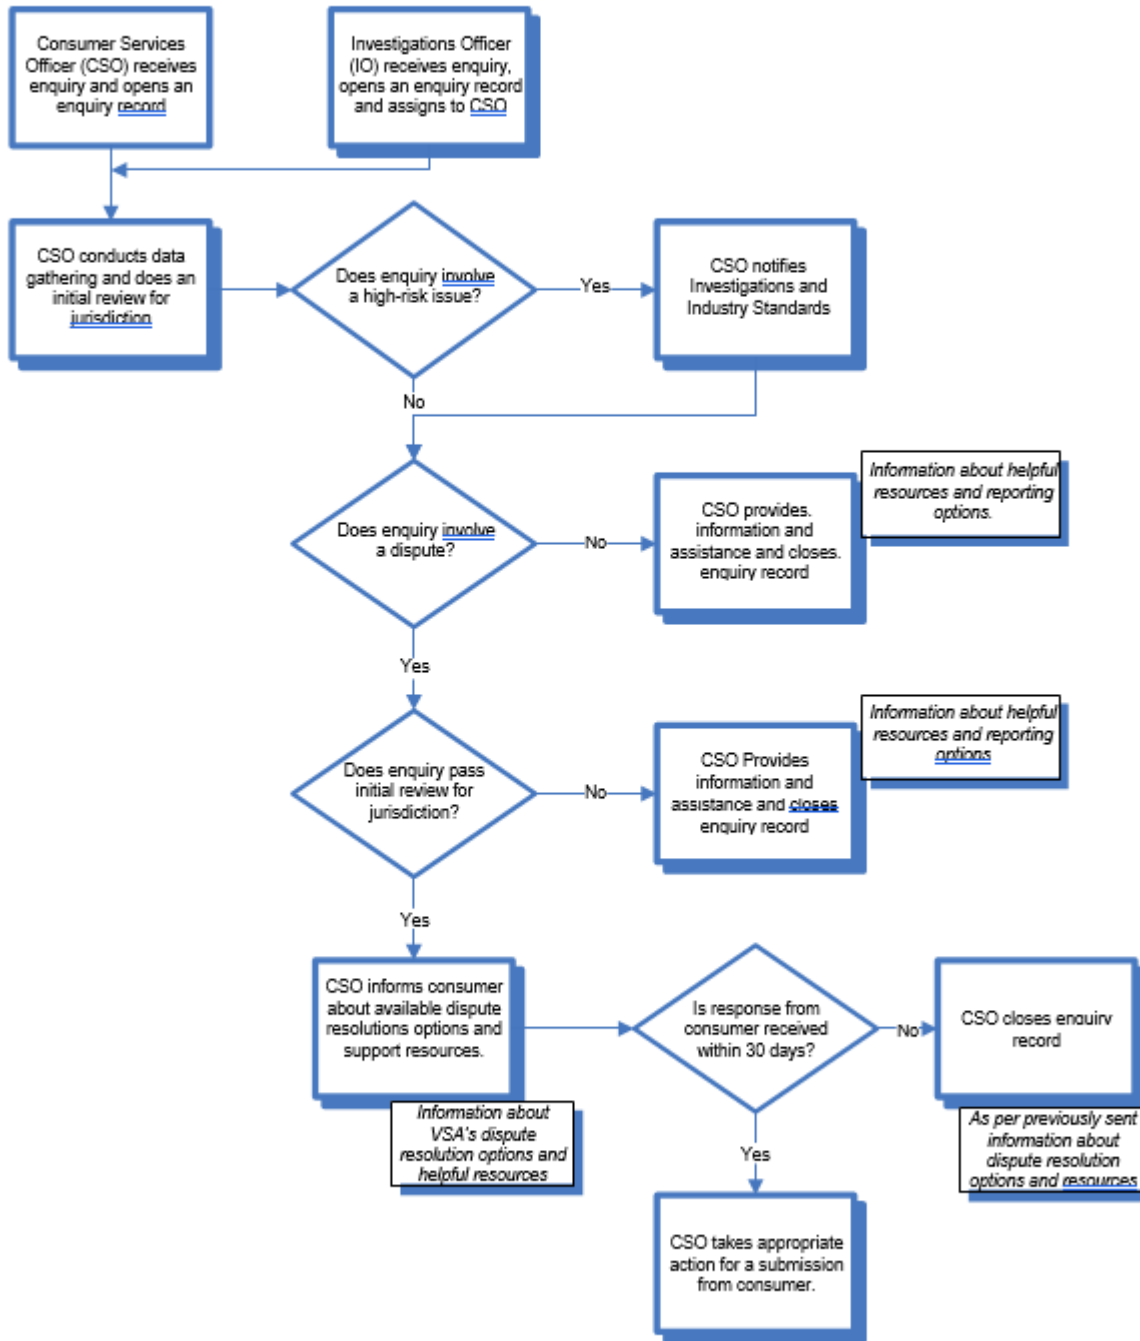 Consumer Services
Officer (CSO) receives
enquiry and opens an
enquiry record
Investigations Officer
(IO) receives enquiry,
opens an enquiry record
and assigns to CSO
CSO conducts data
gathering and does an
initial review for
jurisdiction
Does enquiry involve
a high-risk issue?
Yes
CSO notifies
Investigations and
Industry Standards
No
Does enquiry involve
a dispute?
No
CSO provides.
information and
assistance and closes.
enquiry record
Information about helpful
resources and reporting
options.
Yes
Does enquiry pass
initial review for
jurisdiction?
No
CSO Provides
information and
assistance and closes
enquiry record
Information about helpful
resources and reporting
options
Yes
CSO informs consumer
about available dispute
resolutions options and
support resources.
Information about
VSA's dispute
resolution options and
helpful resources
Is response from
consumer received
within 30 days?
No
CSO closes enquiry
record
As per previously sent
information about
dispute resolution
options and resources
Yes
CSO takes appropriate
action for a submission
from consumer.